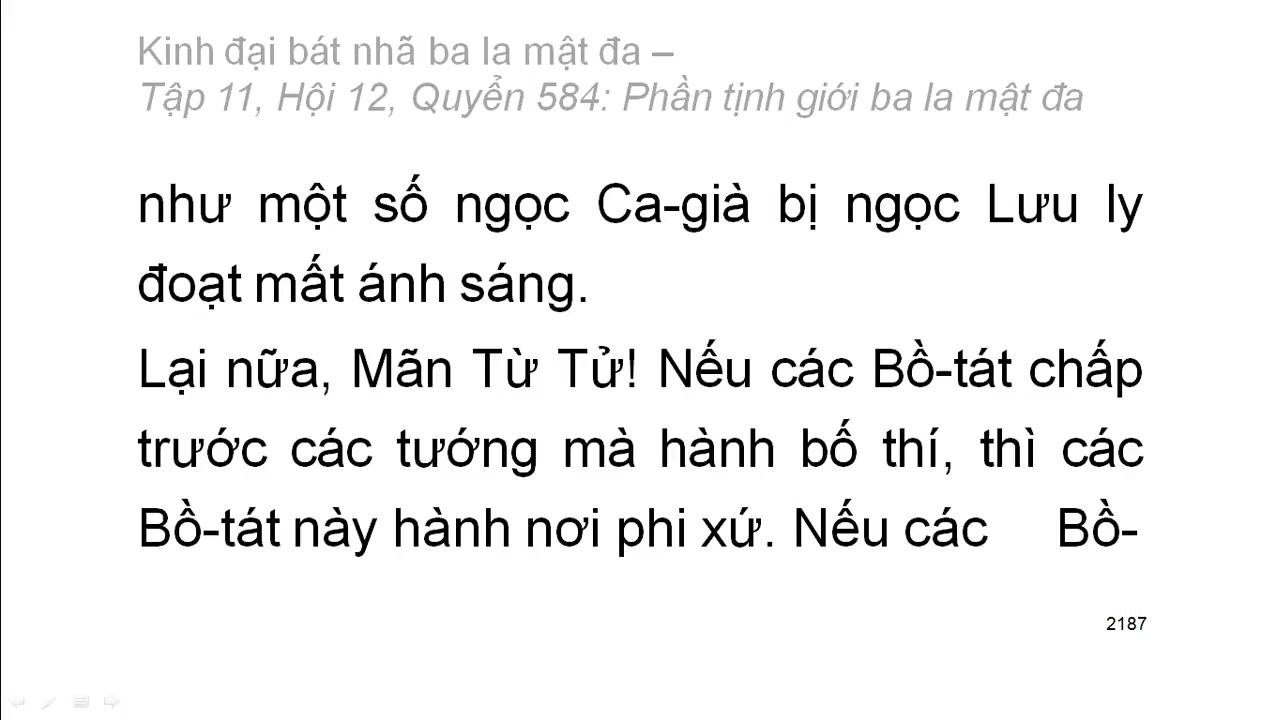 Kinh đại bát nhã ba la mật đa –
Tập 11, Hội 12, Quyển 584: Phần tịnh giới ba la mật đa
như một số ngọc Ca-già bị ngọc Lưu ly
đoạt mất ánh sáng.
Lại nữa, Mãn Từ Tử! Nếu các Bồ-tát chấp
trước các tướng mà hành bố thí, thì các
Bồ-tát này hành nơi phi xứ. Nếu các Bồ-
2187